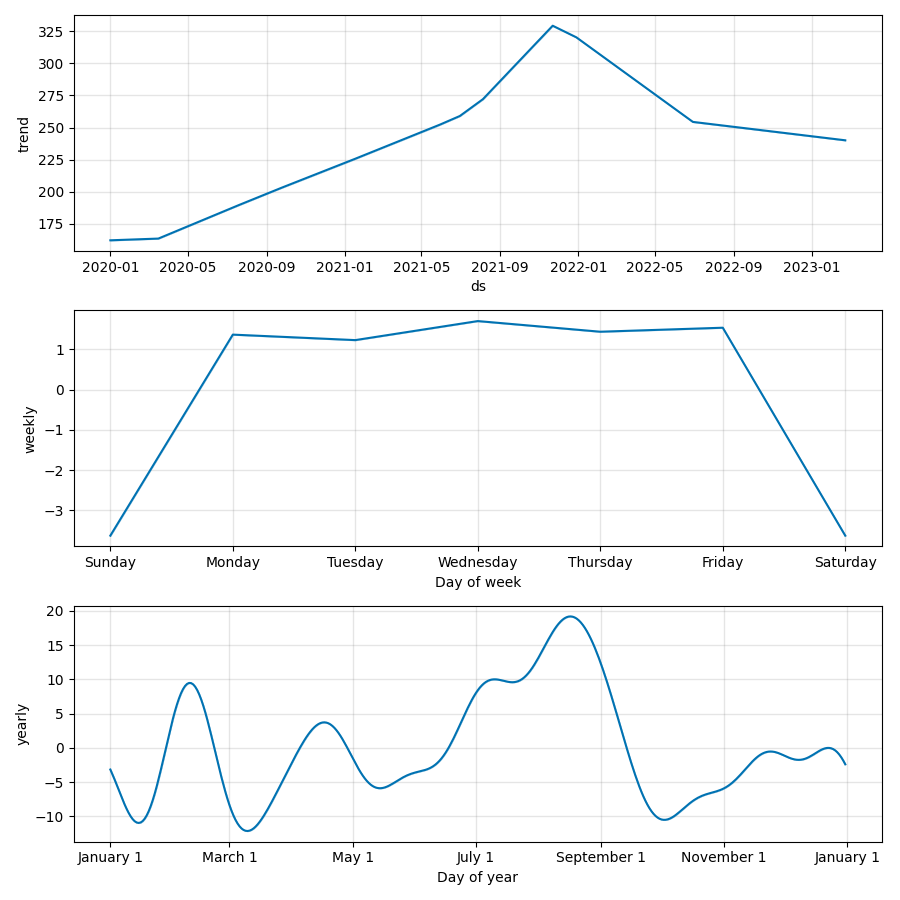 325
300
275
250
225
200
175
trend
2020-01 2020-05 2020-09 2021-01 2021-05 2021-09 2022-01 2022-05 2022-09 2023-01
ds
1
0
−1
−2
−3
weekly
Sunday Monday Tuesday Wednesday Thursday Friday Saturday
Day of week
20
15
10
5
0
−5
−10
yearly
January 1 March 1 May 1 July 1 September 1 November 1 January 1
Day of year